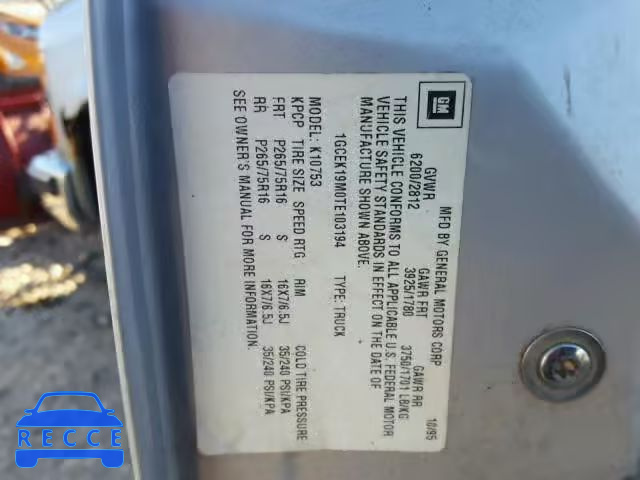 GM
MFD BY GENERAL MOTORS CORP 10/95
GVWR GAWR FRT GAWR RR
6200/2812 3925/1780 3750/1701 LB/KG
THIS VEHICLE CONFORMS TO ALL APPLICABLE U.S. FEDERAL MOTOR
VEHICLE SAFETY STANDARDS IN EFFECT ON THE DATE OF
MANUFACTURE SHOWN ABOVE.
1GCEK19M0TE103194 TYPE: TRUCK
MODEL: K10753
KPCP TIRE SIZE SPEED RTG RIM COLD TIRE PRESSURE
FRT P265/75R16 S 16X7/6.5J 35/240 PSI/KPA
RR P265/75R16 S 16X7/6.5J 35/240 PSI/KPA
SEE OWNER'S MANUAL FOR MORE INFORMATION.
RECCE